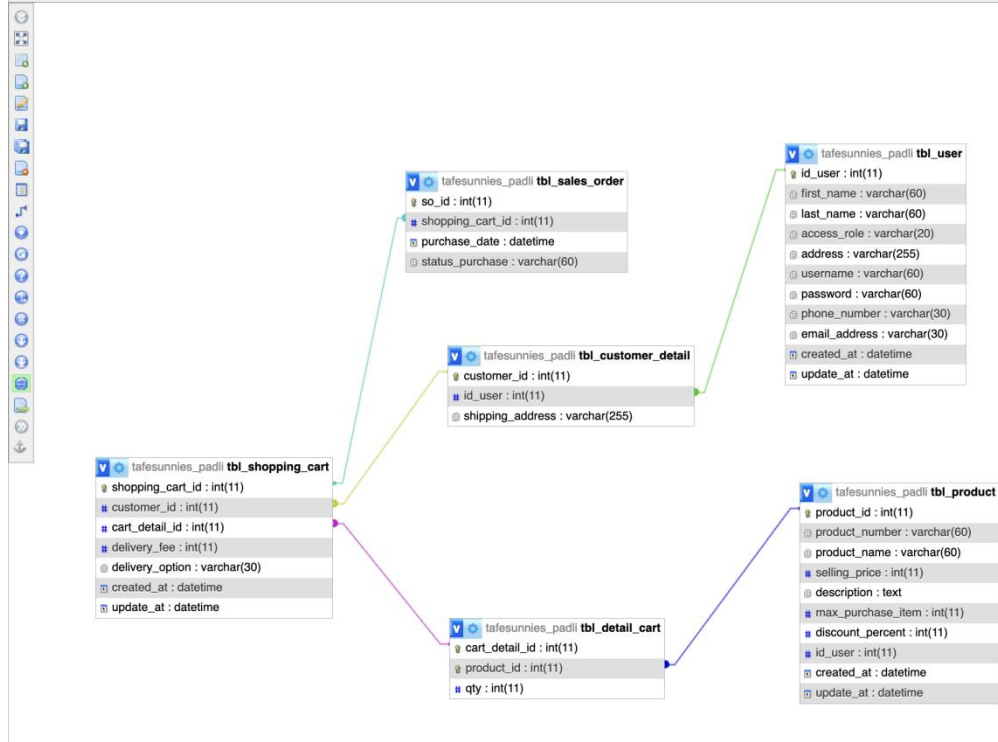 tafesunnies_padli tbl_sales_order
so_id : int(11)
shopping_cart_id : int(11)
purchase_date : datetime
status_purchase : varchar(60)
tafesunnies_padli tbl_user
id_user : int(11)
first_name : varchar(60)
last_name : varchar(60)
access_role : varchar(20)
address : varchar(255)
username : varchar(60)
password : varchar(60)
phone_number : varchar(30)
email_address : varchar(30)
created_at : datetime
update_at : datetime
tafesunnies_padli tbl_customer_detail
customer_id : int(11)
id_user : int(11)
shipping_address : varchar(255)
tafesunnies_padli tbl_shopping_cart
shopping_cart_id : int(11)
customer_id : int(11)
cart_detail_id : int(11)
delivery_fee : int(11)
delivery_option : varchar(30)
created_at : datetime
update_at : datetime
tafesunnies_padli tbl_product
product_id : int(11)
product_number : varchar(60)
product_name : varchar(60)
selling_price : int(11)
description : text
max_purchase_item : int(11)
discount_percent : int(11)
id_user : int(11)
created_at : datetime
update_at : datetime
tafesunnies_padli tbl_detail_cart
cart_detail_id : int(11)
product_id : int(11)
qty : int(11)